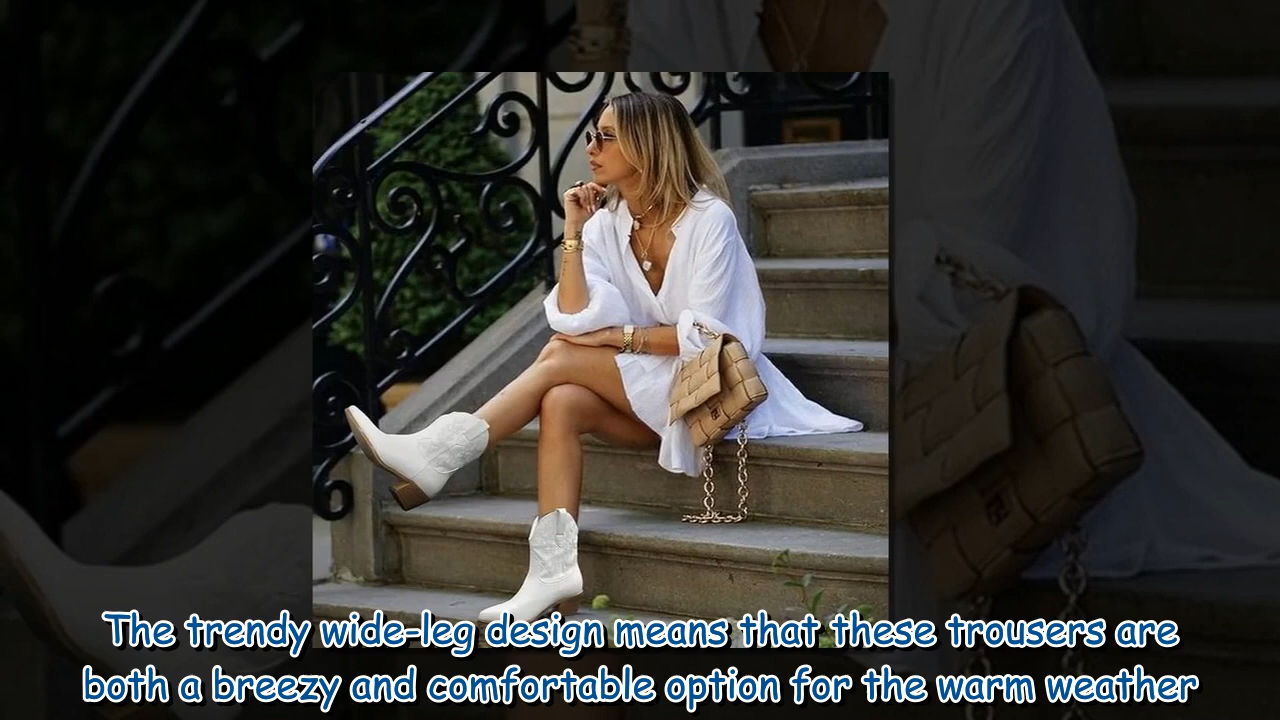 The trendy wide-leg design means that these trousers are
both a breezy and comfortable option for the warm weather